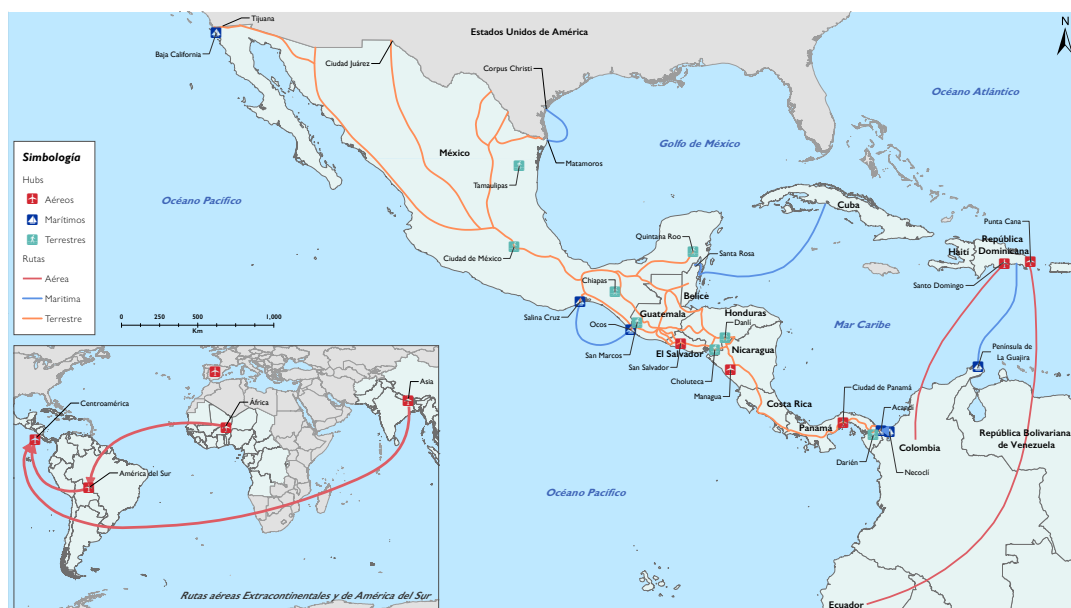 Tijuana
N
Estados Unidos de América
Baja California
Ciudad Juárez
Corpus Christi
Océano Atlántico
Golfo de México
México
Matamoros
Simbología
Hubs
Aéreos
Marítimos
Terrestres
Rutas
Aérea
Maritima
Terrestre
Tamaulipas
Océano Pacífico
Cuba
Punta Cana
Quintana Roo
Santa Rosa
República
Dominicana
Haití
Ciudad de México
Santo Domingo
Chiapas
Belice
Salina Cruz
Ocos
Guatemala
Honduras
Danlí
Mar Caribe
0 250 500 1,000
Km
San Marcos
El Salvador
Nicaragua
San Salvador
Choluteca
Península de
La Guajira
Managua
Ciudad de Panamá
Costa Rica
Acandí
Panamá
Colombia
República Bolivariana
de Venezuela
Darién
Necoclí
Océano Pacífico
Ecuador
Centroamérica
África
Asia
América del Sur
Rutas aéreas Extracontinentales y de América del Sur